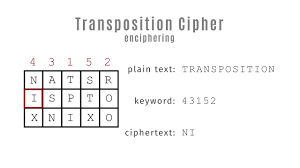 Transposition Cipher
enciphering
4 3 1 5 2
N A T S R
I S P T O
X N I X O
plain text: TRANSPOSITION
keyword: 43152
ciphertext: NI